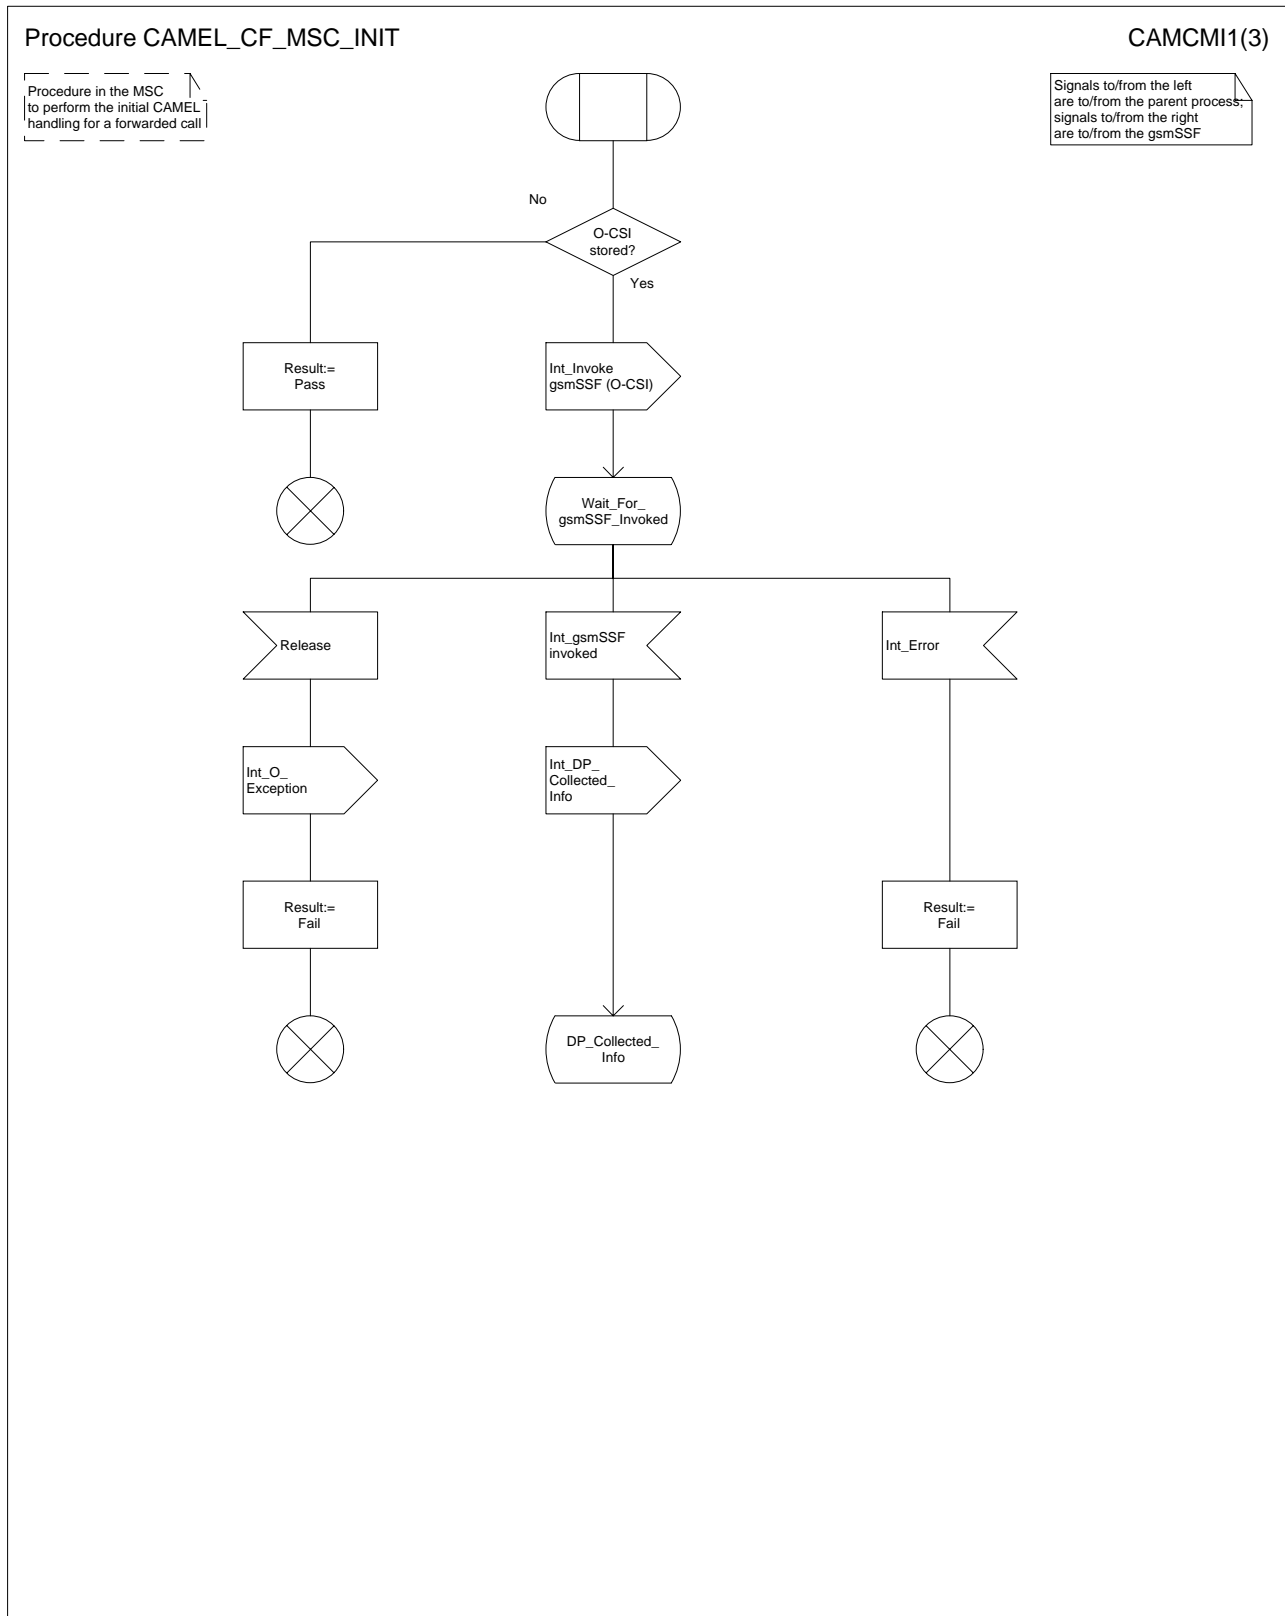 Procedure CAMEL_CF_MSC_INIT
CAMCMI1(3)
Procedure in the MSC
to perform the initial CAMEL
handling for a forwarded call
Signals to/from the left
are to/from the parent process;
signals to/from the right
are to/from the gsmSSF
No
O-CSI
stored?
Yes
Result:=
Pass
Int_Invoke
gsmSSF (O-CSI)
Wait_For_
gsmSSF_Invoked
Release
Int_gsmSSF
invoked
Int_Error
Int_O_
Exception
Int_DP_
Collected_
Info
Result:=
Fail
Result:=
Fail
DP_Collected_
Info